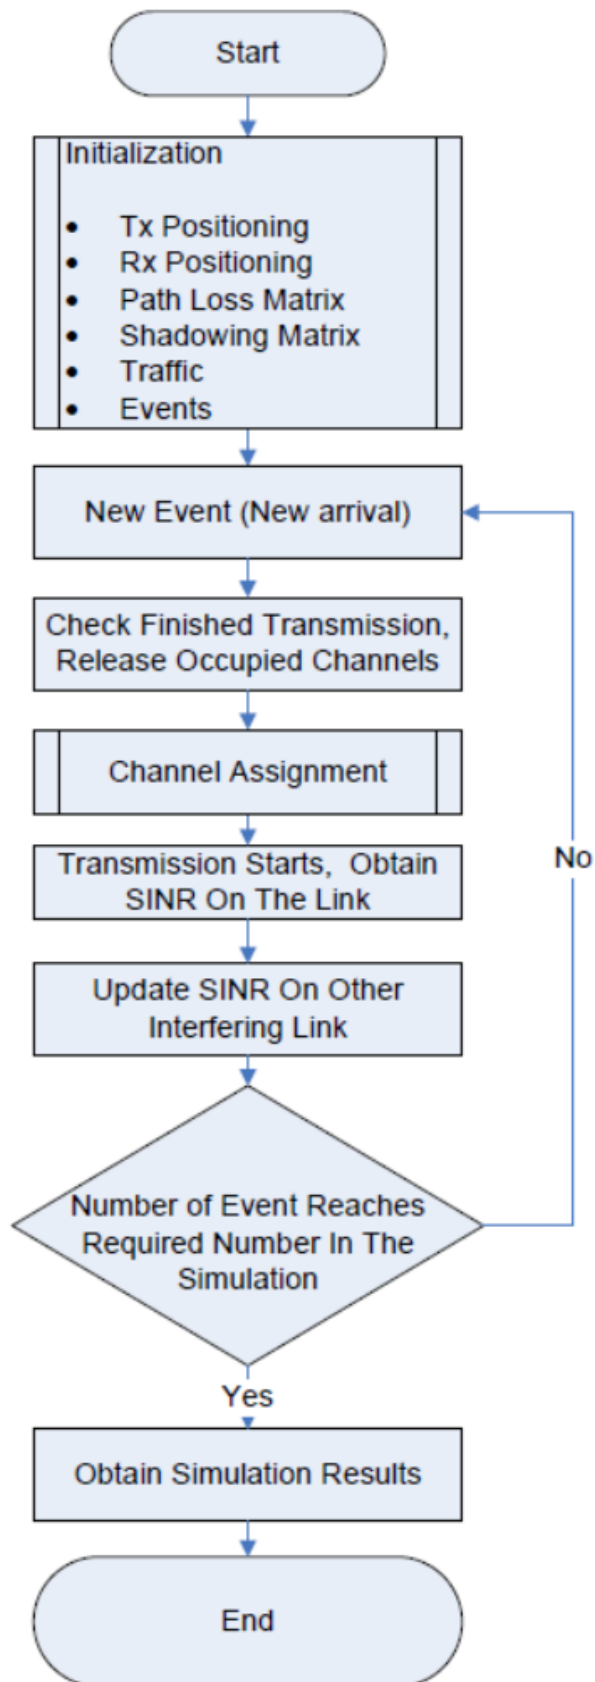 Start
Initialization
• Tx Positioning
• Rx Positioning
• Path Loss Matrix
• Shadowing Matrix
• Traffic
• Events
New Event (New arrival)
Check Finished Transmission,
Release Occupied Channels
Channel Assignment
Transmission Starts, Obtain
SINR On The Link
Update SINR On Other
Interfering Link
Number of Event Reaches
Required Number In The
Simulation
No
Yes
Obtain Simulation Results
End